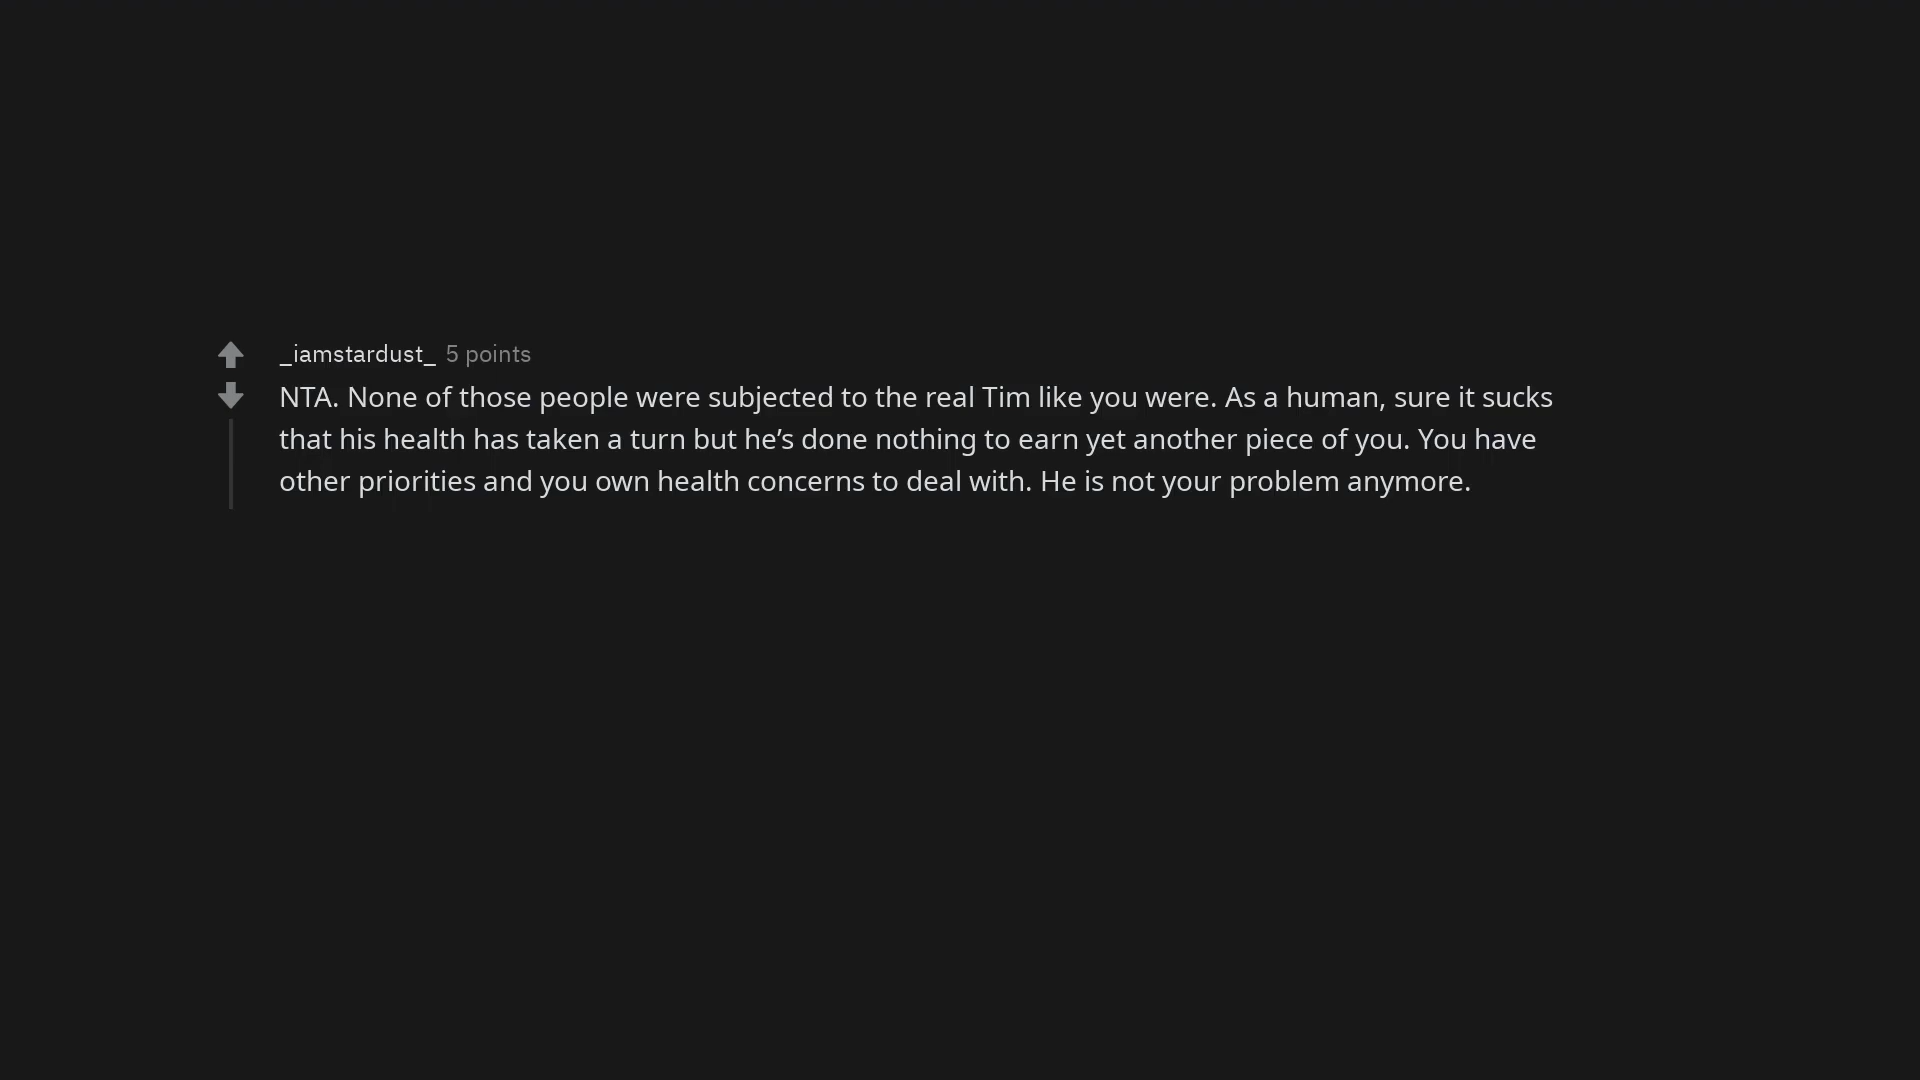 _iamstardust_ 5 points
NTA. None of those people were subjected to the real Tim like you were. As a human, sure it sucks
that his health has taken a turn but he’s done nothing to earn yet another piece of you. You have
other priorities and you own health concerns to deal with. He is not your problem anymore.